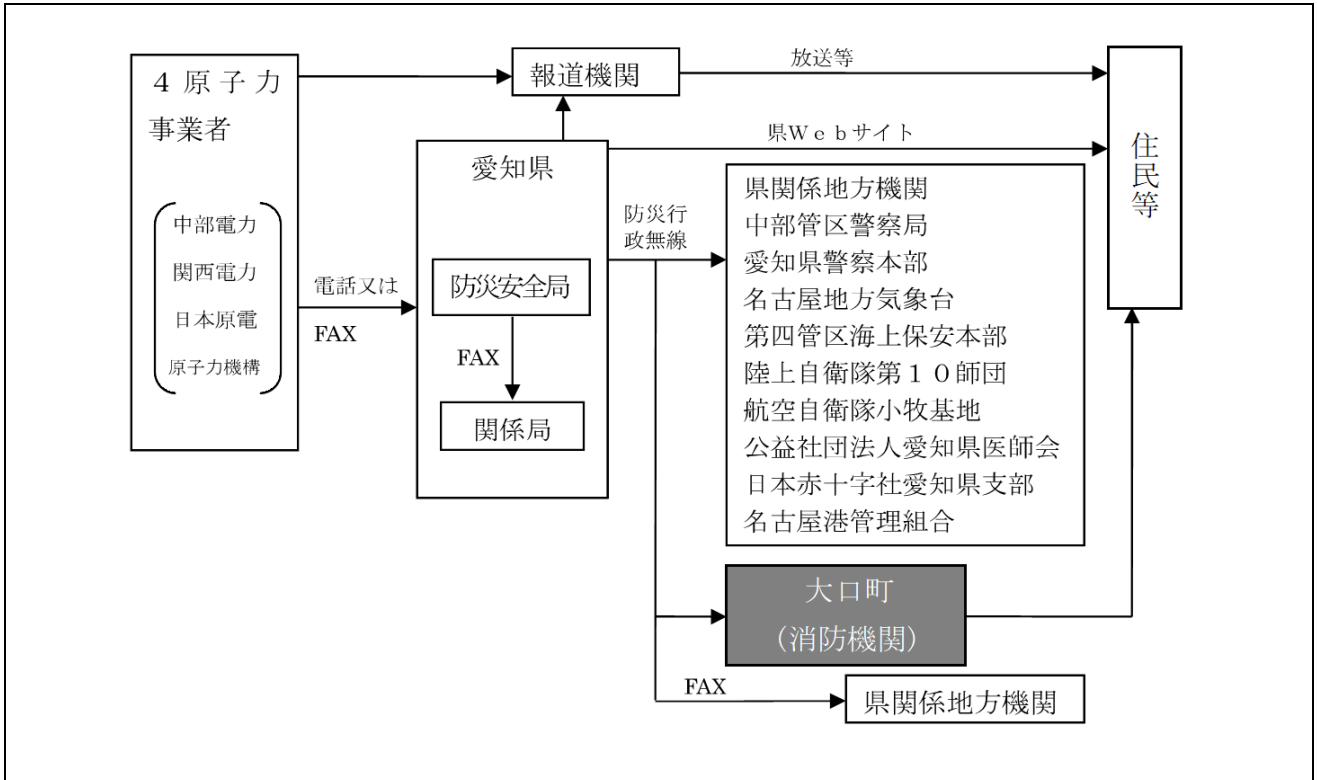 ４原子力
事業者
中部電力
関西電力
日本原電
原子力機構
電話又は
FAX
報道機関
放送等
愛知県
県Ｗｅｂサイト
防災安全局
FAX
関係局
防災行
政無線
県関係地方機関
中部管区警察局
愛知県警察本部
名古屋地方気象台
第四管区海上保安本部
陸上自衛隊第１０師団
航空自衛隊小牧基地
公益社団法人愛知県医師会
日本赤十字社愛知県支部
名古屋港管理組合
大口町
（消防機関）
FAX
県関係地方機関
住民等